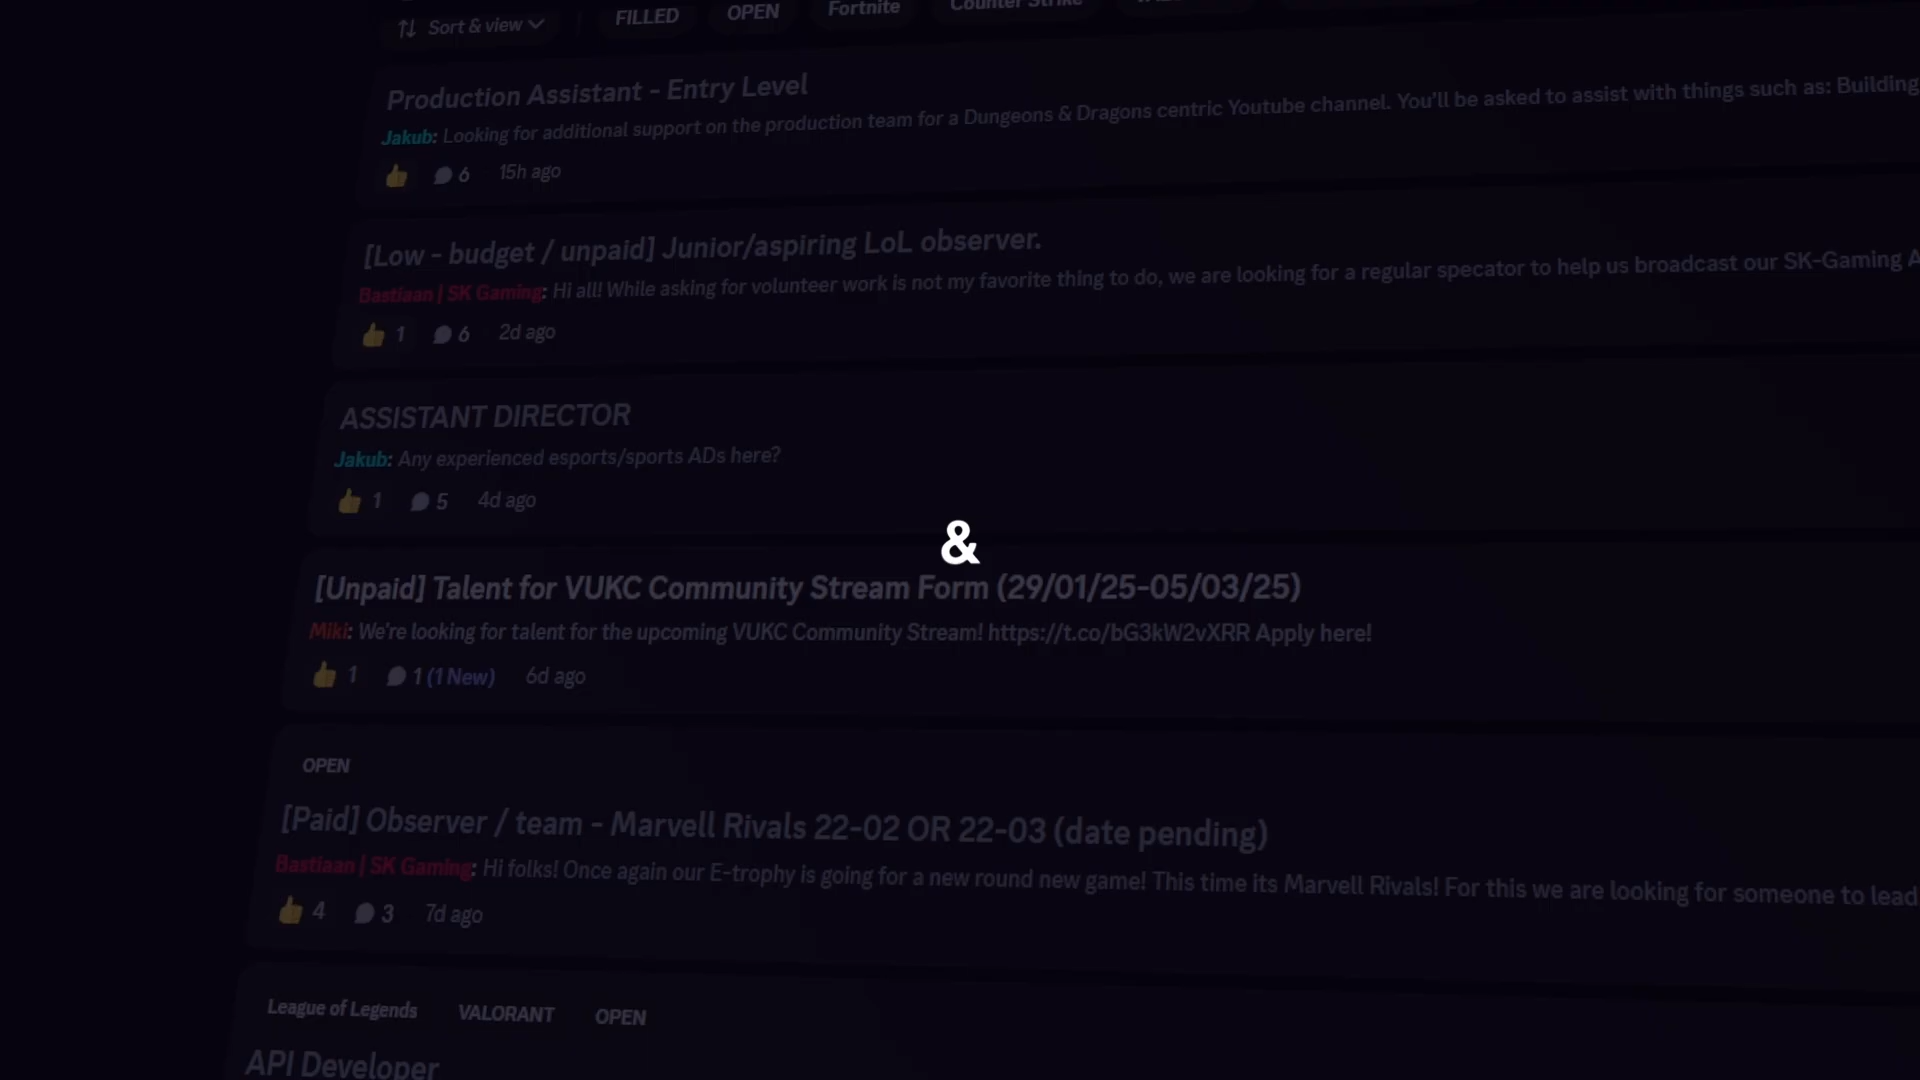 Sort & view
FILLED
OPEN
Fortnite
Counter Strike
Production Assistant - Entry Level
Jakub: Looking for additional support on the production team for a Dungeons & Dragons centric Youtube channel. You'll be asked to assist with things such as: Building
6
15h ago
[Low - budget / unpaid] Junior/aspiring LoL observer.
Bastiaan | SK Gaming: Hi all! While asking for volunteer work is not my favorite thing to do, we are looking for a regular specator to help us broadcast our SK-Gaming A
1
6
2d ago
ASSISTANT DIRECTOR
Jakub: Any experienced esports/sports ADs here?
1
5
4d ago
&
[Unpaid] Talent for VUKC Community Stream Form (29/01/25-05/03/25)
Miki: We're looking for talent for the upcoming VUKC Community Stream! https://t.co/bG3kW2vXRR Apply here!
1
1 (1 New)
6d ago
OPEN
[Paid] Observer / team - Marvell Rivals 22-02 OR 22-03 (date pending)
Bastiaan | SK Gaming: Hi folks! Once again our E-trophy is going for a new round new game! This time its Marvell Rivals! For this we are looking for someone to lead
4
3
7d ago
League of Legends
VALORANT
OPEN
API Developer